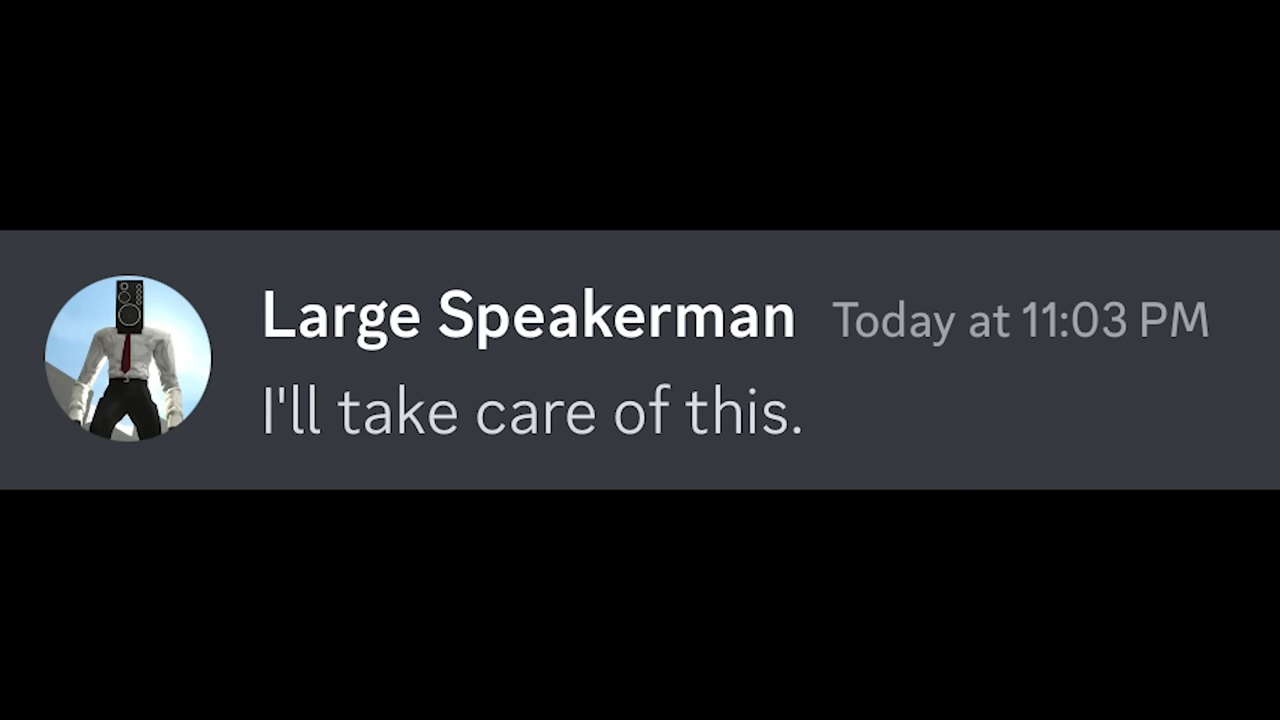 Large Speakerman Today at 11:03 PM
I'll take care of this.